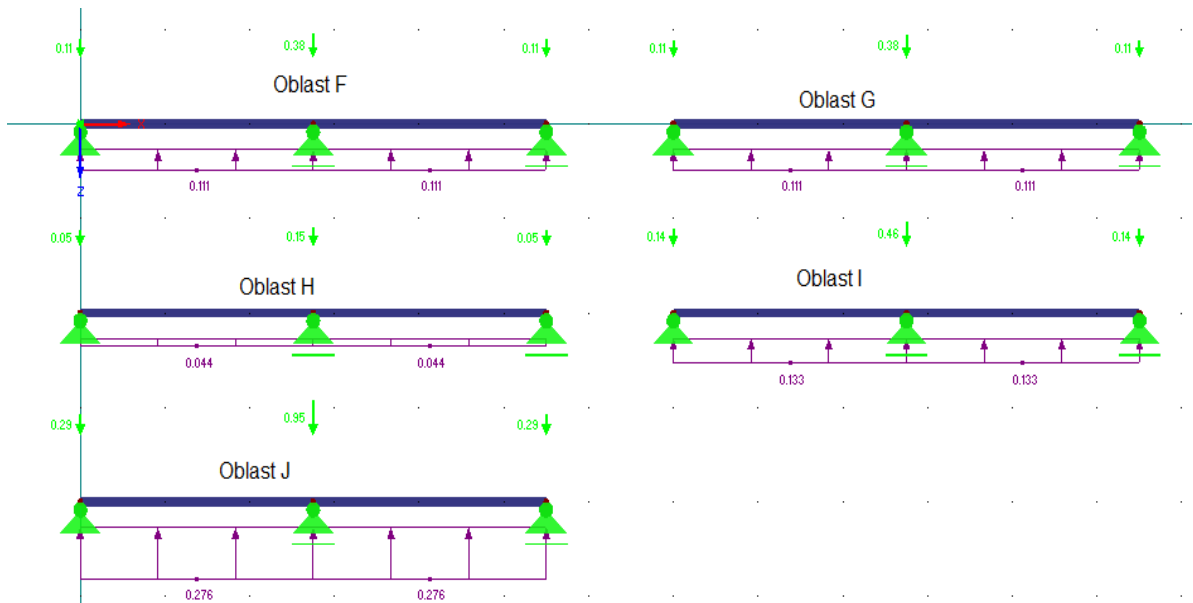 0.11 0.38 0.11 0.11 0.38 0.11
Oblast F
Oblast G
X
Z
0.111 0.111 0.111 0.111
0.05 0.15 0.05 0.14 0.46 0.14
Oblast H
Oblast I
0.044 0.044 0.133 0.133
0.29 0.95 0.29
Oblast J
0.276 0.276